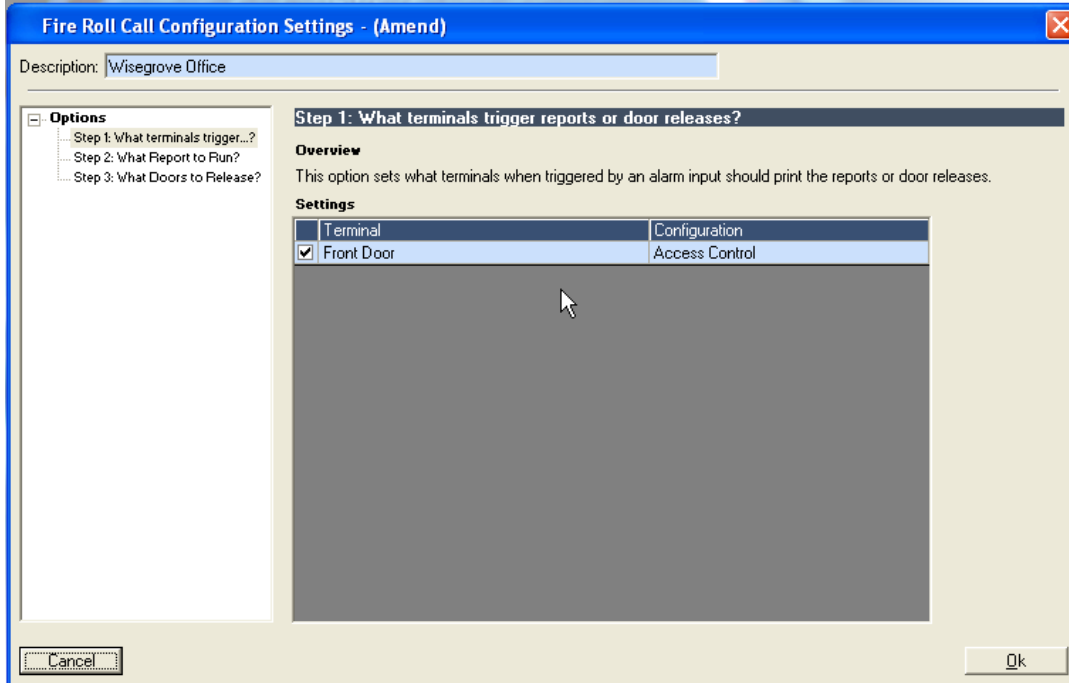 Fire Roll Call Configuration Settings - (Amend)
Description: Wisegrove Office
Options
Step 1: What terminals trigger...?
Step 2: What Report to Run?
Step 3: What Doors to Release?
Step 1: What terminals trigger reports or door releases?
Overview
This option sets what terminals when triggered by an alarm input should print the reports or door releases.
Settings
Terminal Configuration
Front Door Access Control
Cancel Ok